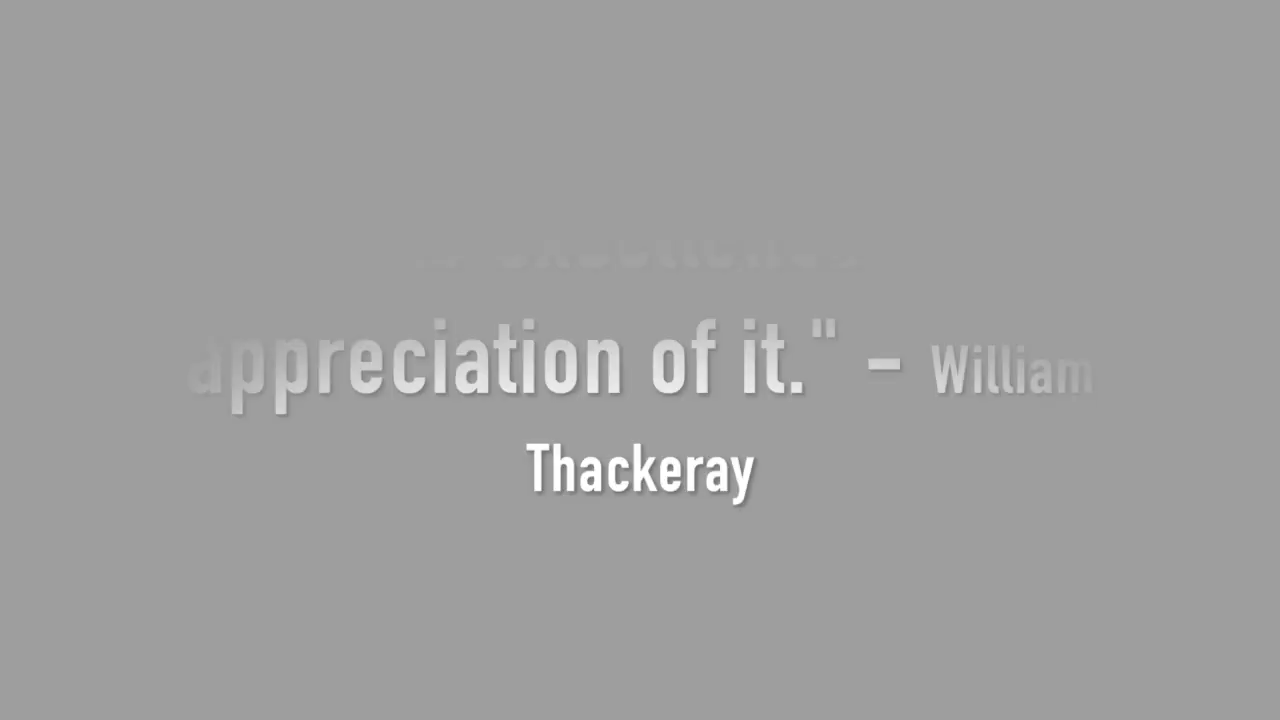 appreciation of it." – William
Thackeray